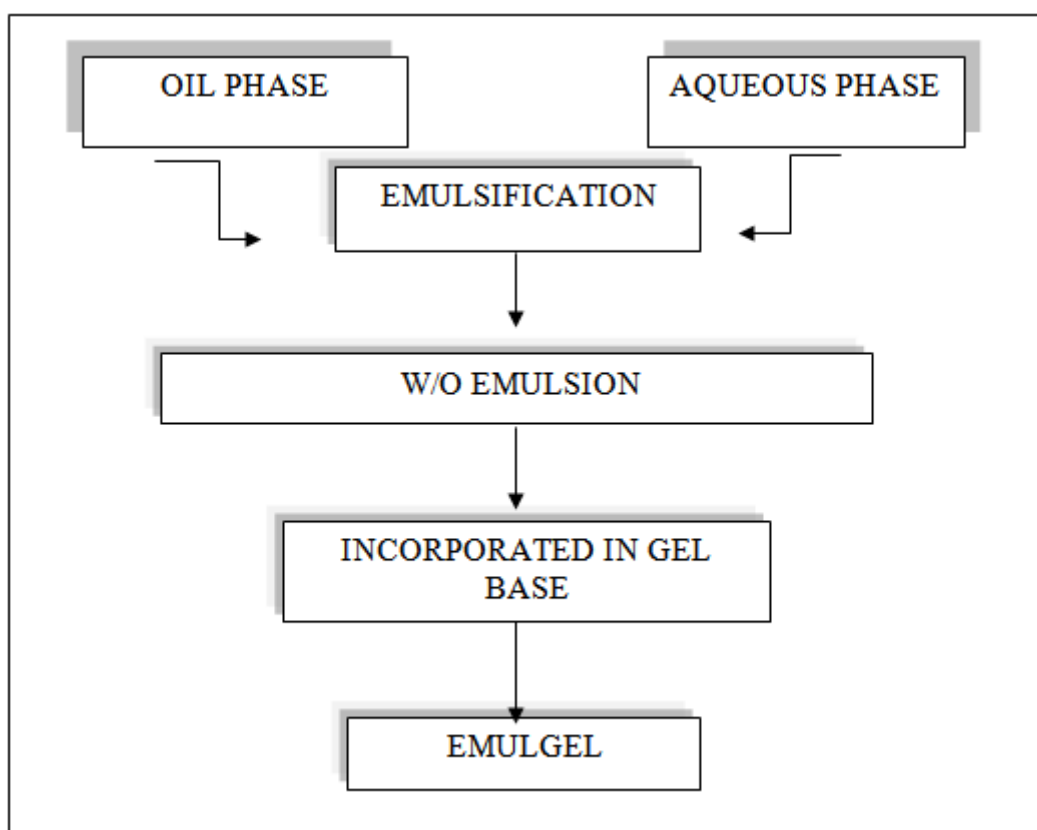 OIL PHASE
AQUEOUS PHASE
EMULSIFICATION
W/O EMULSION
INCORPORATED IN GEL
BASE
EMULGEL